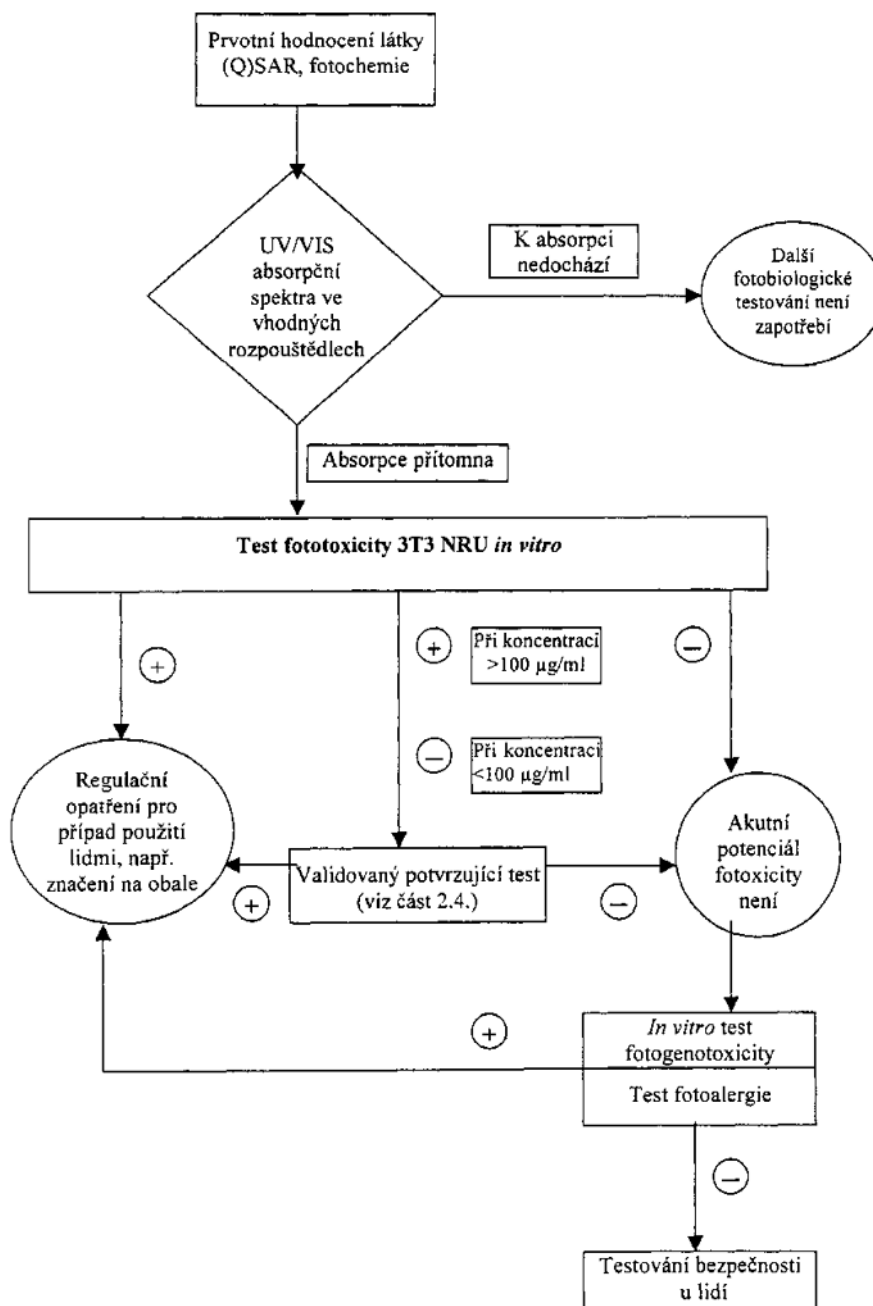 Prvotní hodnocení látky
(Q)SAR, fotochemie
UV/VIS
absorpční
spektra ve
vhodných
rozpouštědlech
K absorpci
nedochází
Další
fotobiologické
testování není
zapotřebí
Absorpce přítomna
Test fototoxicity 3T3 NRU in vitro
+
+
Při koncentraci
>100 µg/ml
−
−
Při koncentraci
<100 µg/ml
Regulační
opatření pro
případ použití
lidmi, např.
značení na obale
Validovaný potvrzující test
(viz část 2.4.)
+
−
Akutní
potenciál
fotoxicity
není
+
In vitro test
fotogenotoxicity
Test fotoalergie
−
Testování bezpečnosti
u lidí